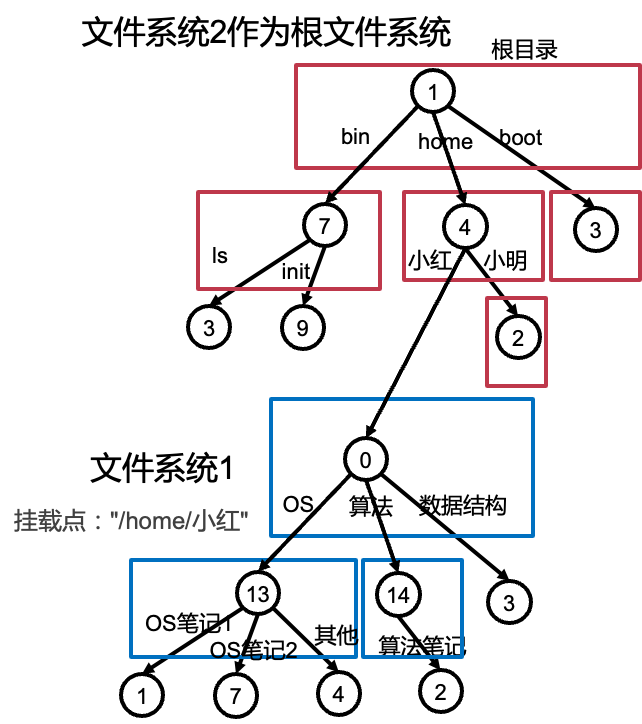 文件系统2作为根文件系统
根目录
1
bin
home
boot
7
4
3
ls
init
小红
小明
3
9
2
文件系统1
挂载点："/home/小红"
0
OS
算法
数据结构
13
14
3
OS笔记1
OS笔记2
其他
算法笔记
1
7
4
2